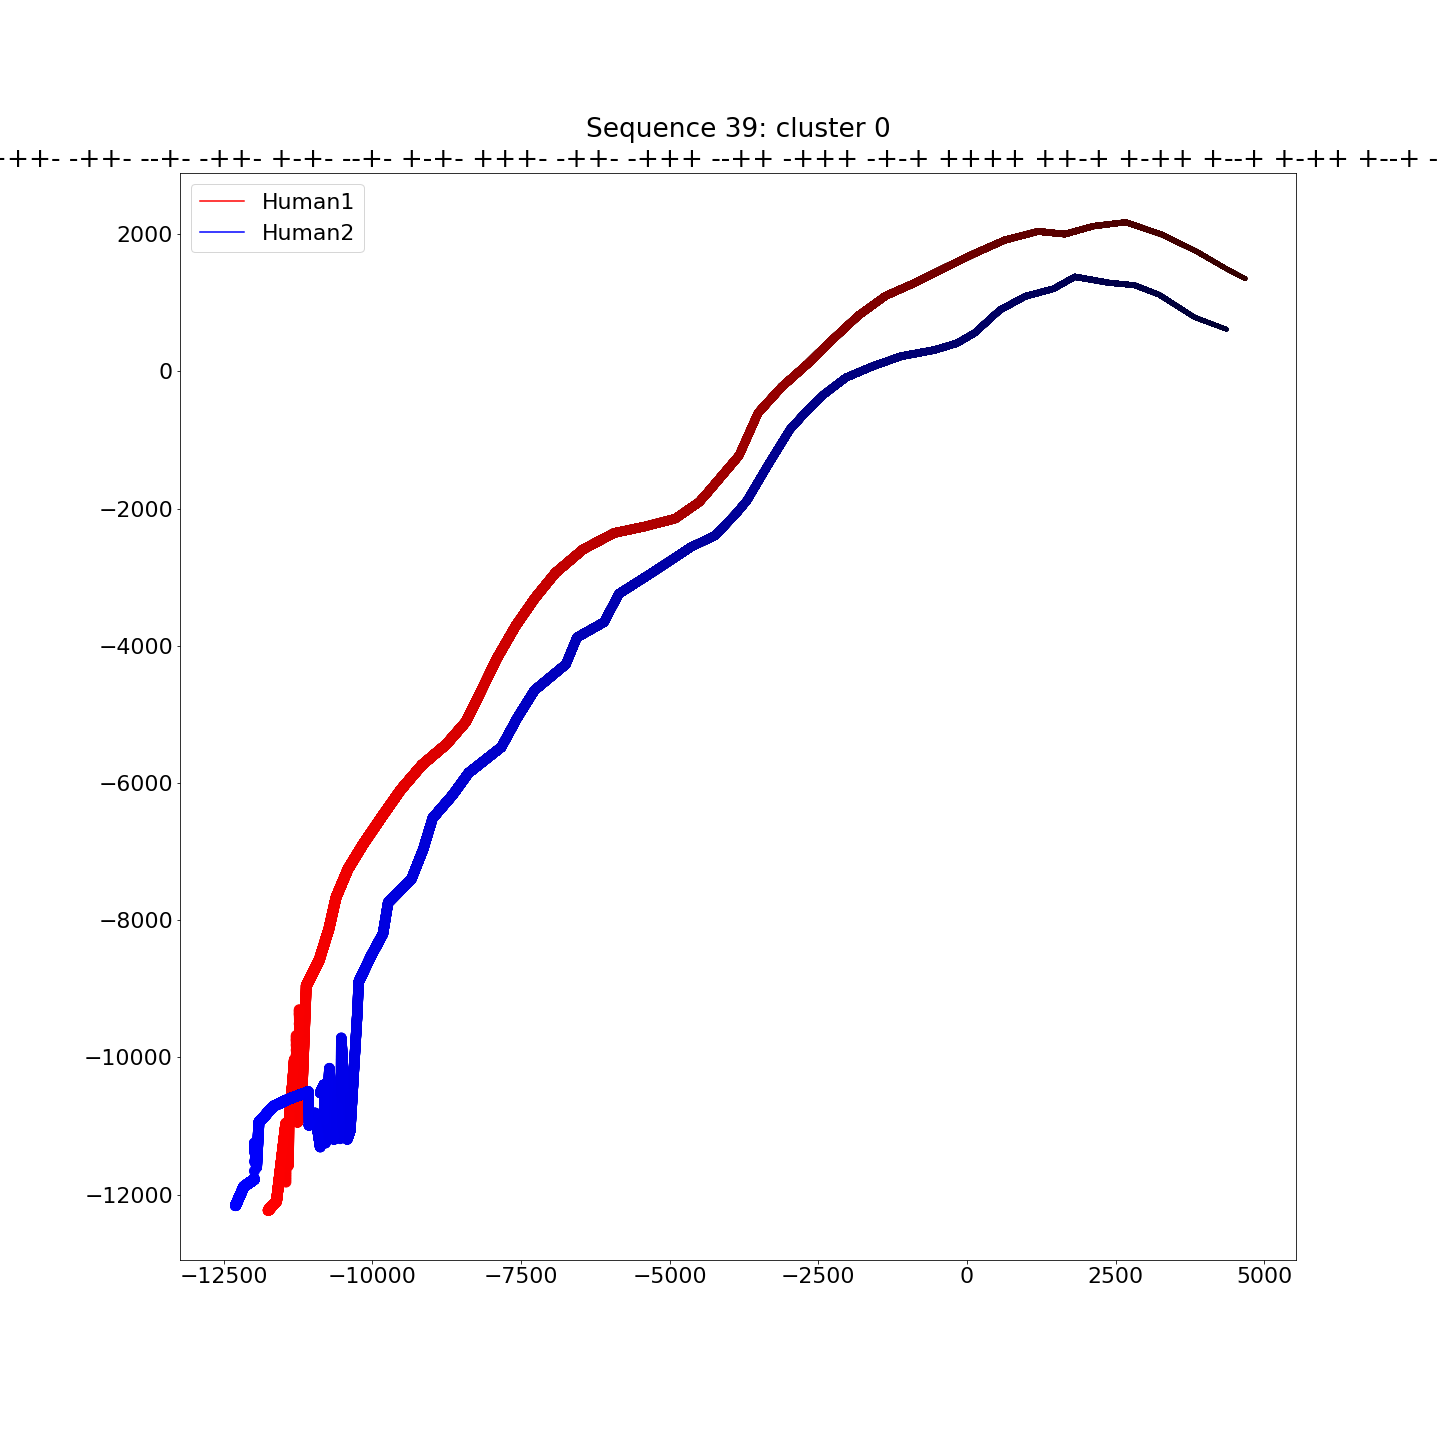 Sequence 39: cluster 0
-++- -++- --+- -++- +-+- --+- +-+- +++- -++- -+++ --++ -+++ -+-+ ++++ ++-+ +-++ +--+ +-++ +--+ -
Human1
Human2
2000
0
−2000
−4000
−6000
−8000
−10000
−12000
−12500 −10000 −7500 −5000 −2500 0 2500 5000